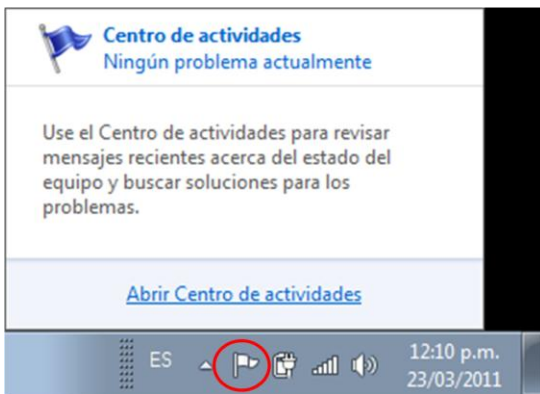 Centro de actividades
Ningún problema actualmente
Use el Centro de actividades para revisar
mensajes recientes acerca del estado del
equipo y buscar soluciones para los
problemas.
Abrir Centro de actividades
ES
12:10 p.m.
23/03/2011